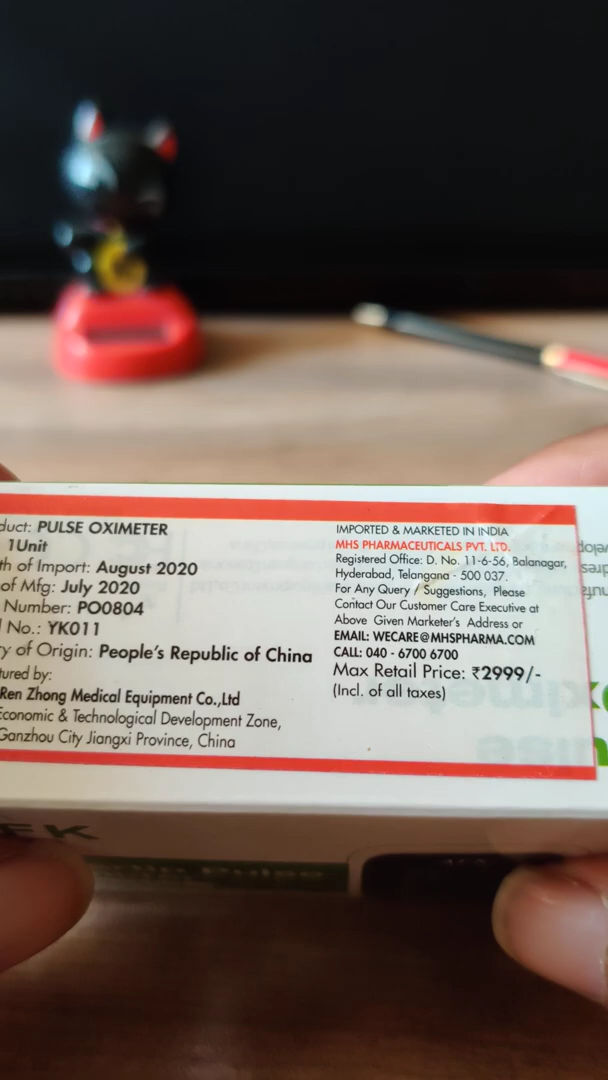 duct: PULSE OXIMETER
1Unit
th of Import: August 2020
of Mfg: July 2020
Number: PO0804
No.: YK011
y of Origin: People's Republic of China
tured by:
Ren Zhong Medical Equipment Co.,Ltd
Economic & Technological Development Zone,
Ganzhou City Jiangxi Province, China
IMPORTED & MARKETED IN INDIA
MHS PHARMACEUTICALS PVT. LTD.
Registered Office: D. No. 11-6-56, Balanagar,
Hyderabad, Telangana - 500 037.
For Any Query / Suggestions, Please
Contact Our Customer Care Executive at
Above Given Marketer's Address or
EMAIL: WECARE@MHSPHARMA.COM
CALL: 040 - 6700 6700
Max Retail Price: ₹2999/-
(Incl. of all taxes)
EK